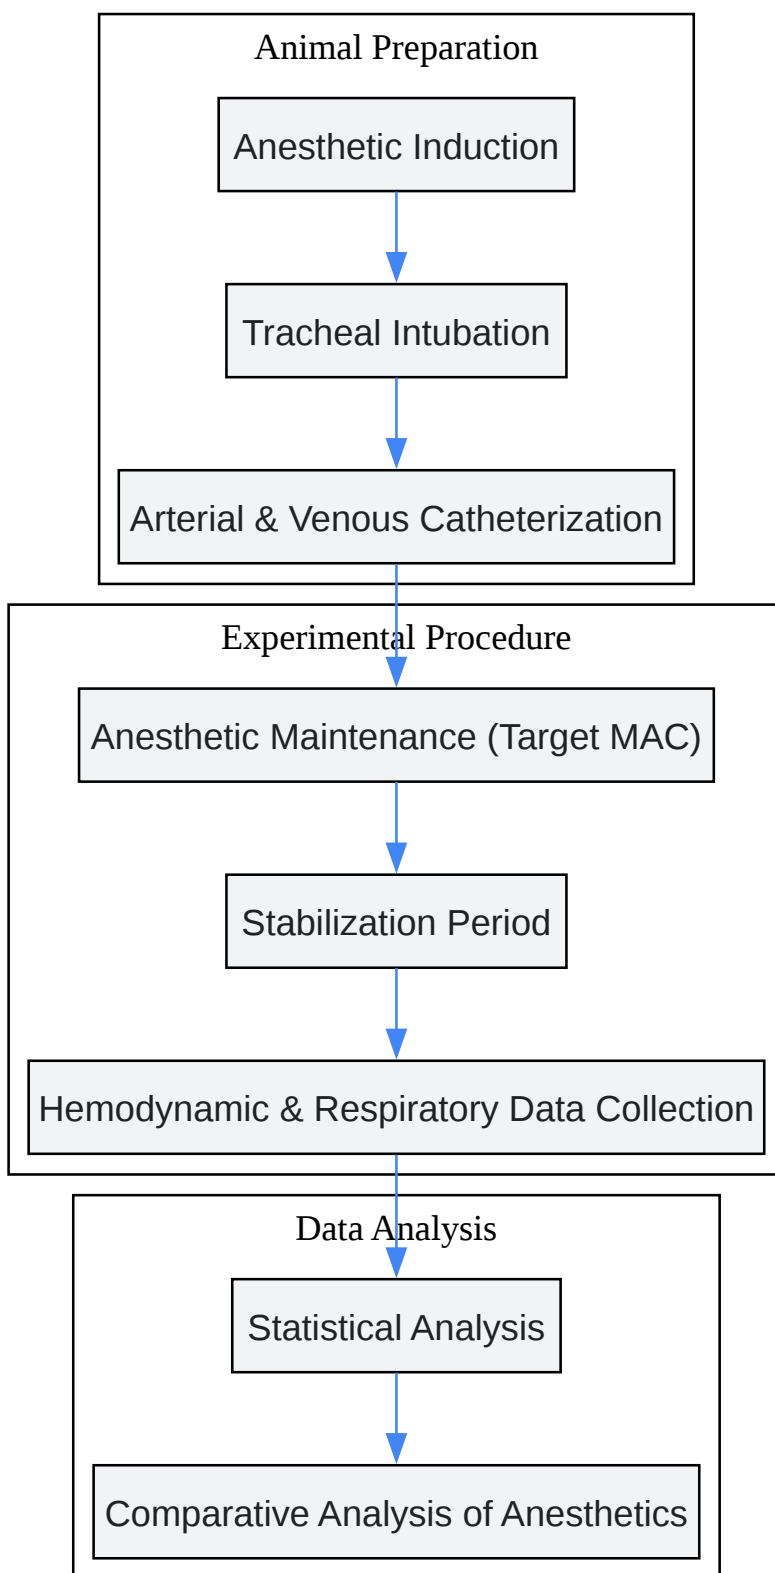 Animal Preparation
Anesthetic Induction
Tracheal Intubation
Arterial & Venous Catheterization
Experimental Procedure
Anesthetic Maintenance (Target MAC)
Stabilization Period
Hemodynamic & Respiratory Data Collection
Data Analysis
Statistical Analysis
Comparative Analysis of Anesthetics